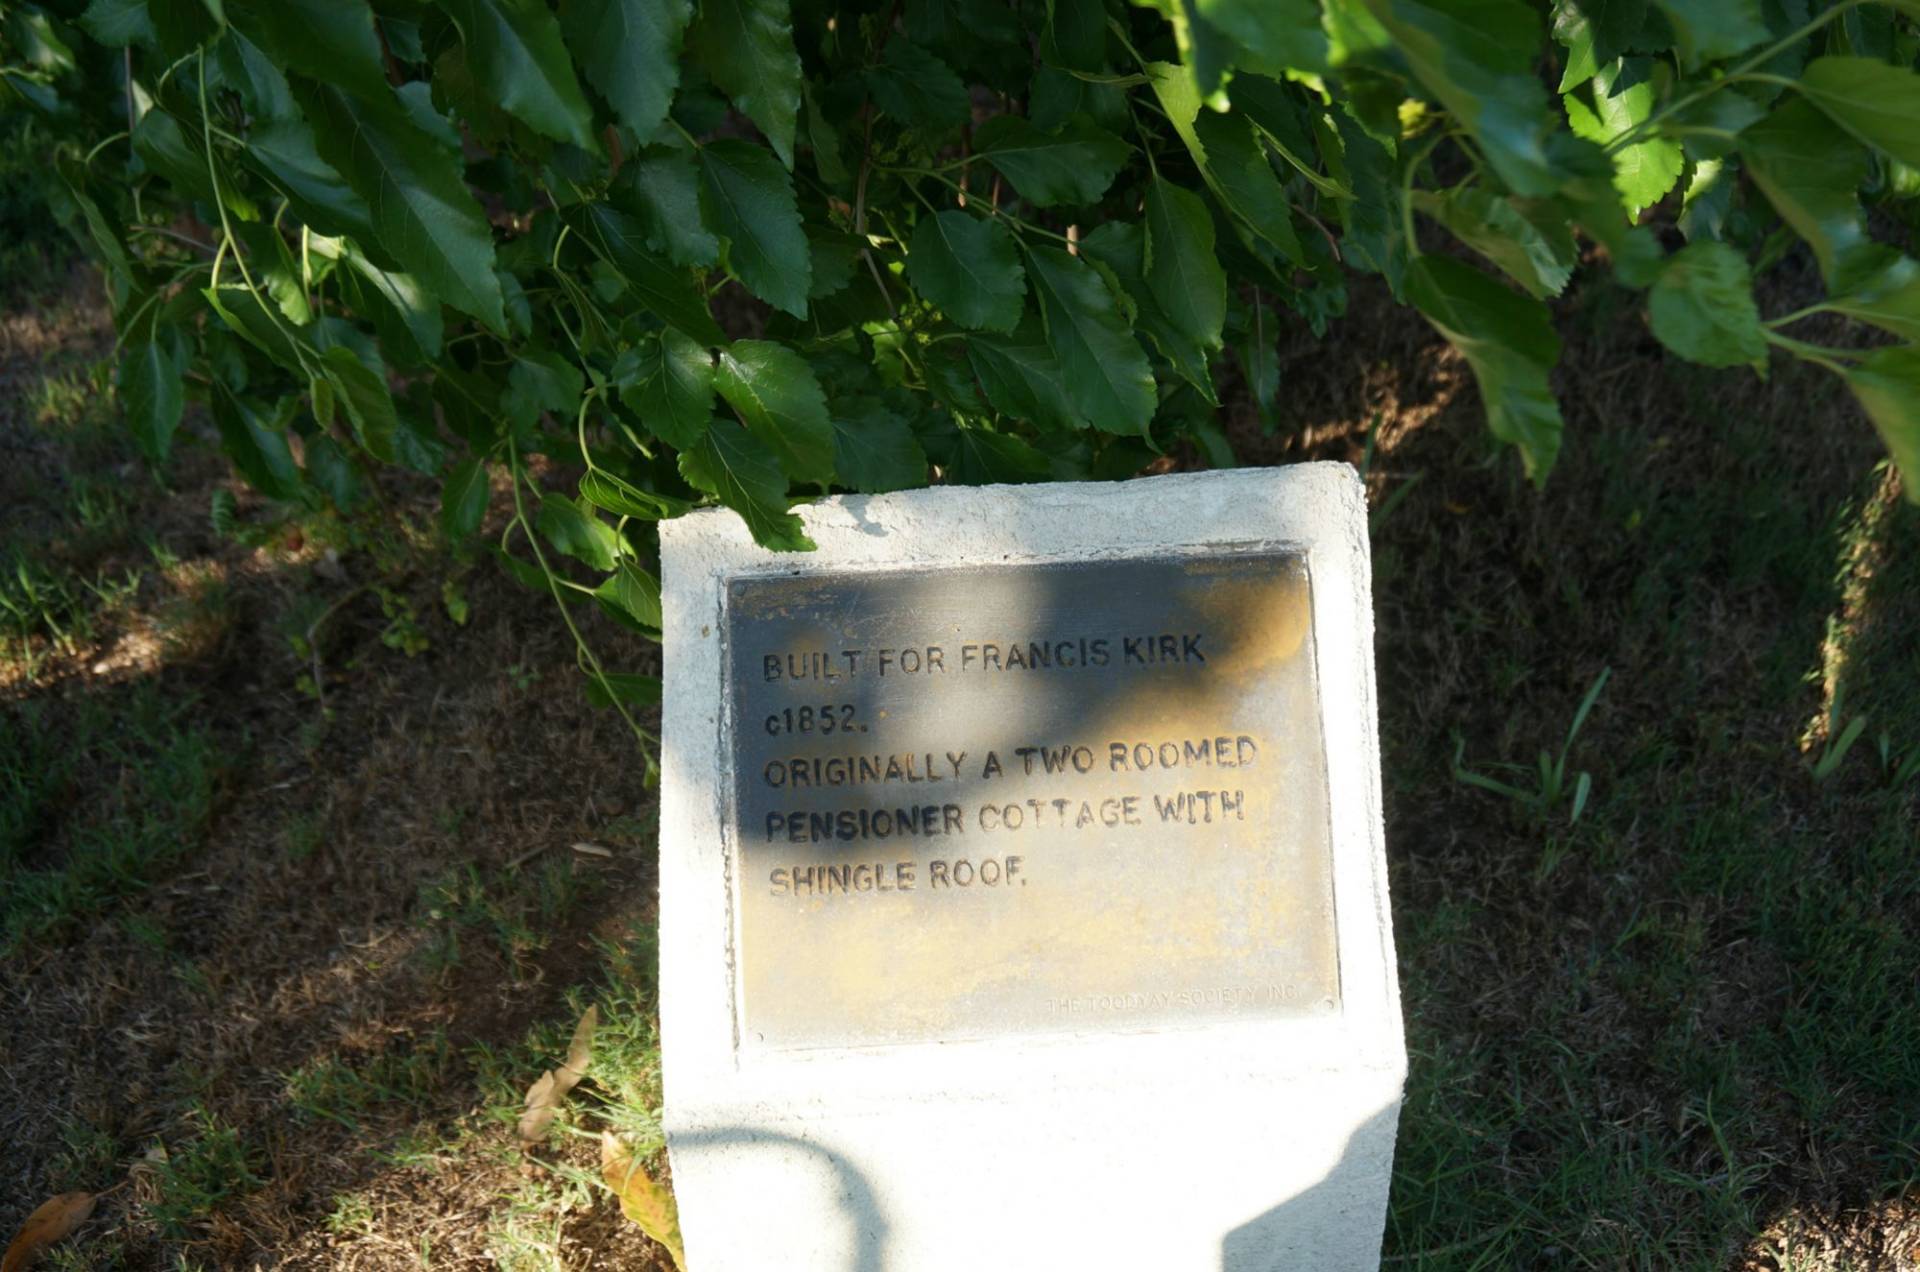 BUILT FOR FRANCIS KIRK
c1852.
ORIGINALLY A TWO ROOMED
PENSIONER COTTAGE WITH
SHINGLE ROOF.
THE TOODYAY SOCIETY INC.